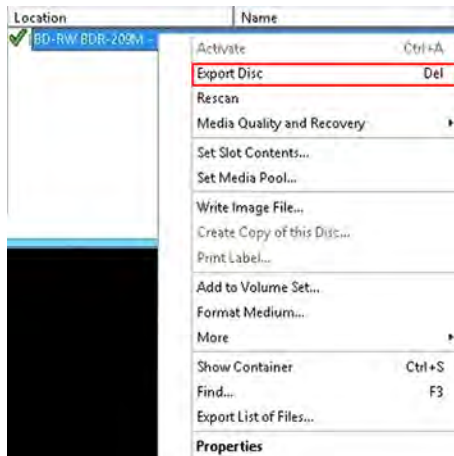 Location Name
BD-RW BDR-209M -
Activate Ctrl+A
Export Disc Del
Rescan
Media Quality and Recovery
Set Slot Contents...
Set Media Pool...
Write Image File...
Create Copy of this Disc...
Print Label...
Add to Volume Set...
Format Medium...
More
Show Container Ctrl+S
Find... F3
Export List of Files...
Properties